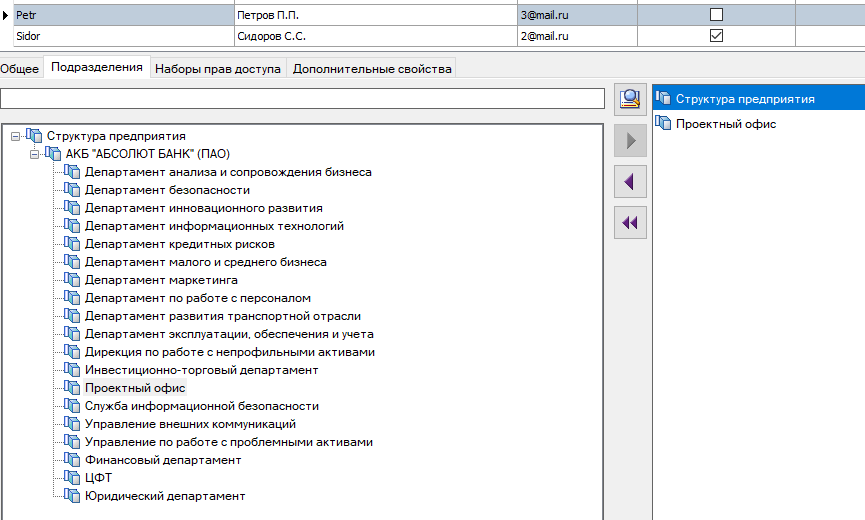 Petr Петров П.П. 3@mail.ru
Sidor Сидоров С.С. 2@mail.ru
Общее Подразделения Наборы прав доступа Дополнительные свойства
Структура предприятия
Проектный офис
Структура предприятия
АКБ "АБСОЛЮТ БАНК" (ПАО)
Департамент анализа и сопровождения бизнеса
Департамент безопасности
Департамент инновационного развития
Департамент информационных технологий
Департамент кредитных рисков
Департамент малого и среднего бизнеса
Департамент маркетинга
Департамент по работе с персоналом
Департамент развития транспортной отрасли
Департамент эксплуатации, обеспечения и учета
Дирекция по работе с непрофильными активами
Инвестиционно-торговый департамент
Проектный офис
Служба информационной безопасности
Управление внешних коммуникаций
Управление по работе с проблемными активами
Финансовый департамент
ЦФТ
Юридический департамент